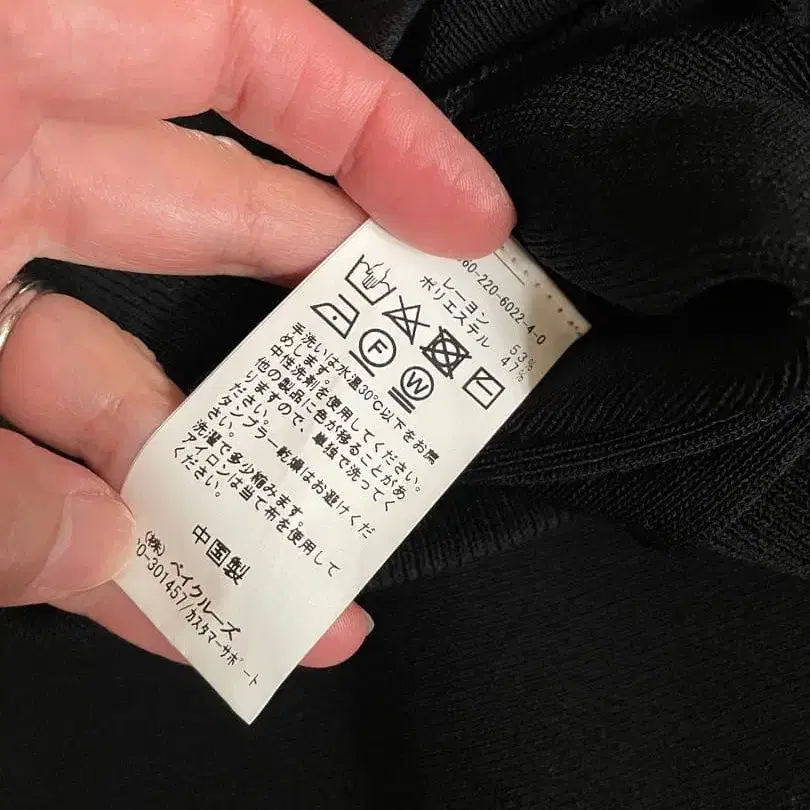 60-220-6022-4-0
レーヨン 53%
ポリエステル 47%
F W
手洗いは水温30℃以下をお薦
めします。
中性洗剤を使用してください。
他の製品に色が移ることがあ
りますので、単独で洗ってく
ださい。
タンブラー乾燥はお避けくだ
さい。
洗濯で多少縮みます。
アイロンは当て布を使用して
ください。
中国製
(株)ベイクルーズ
0-301457/カスタマーサポート